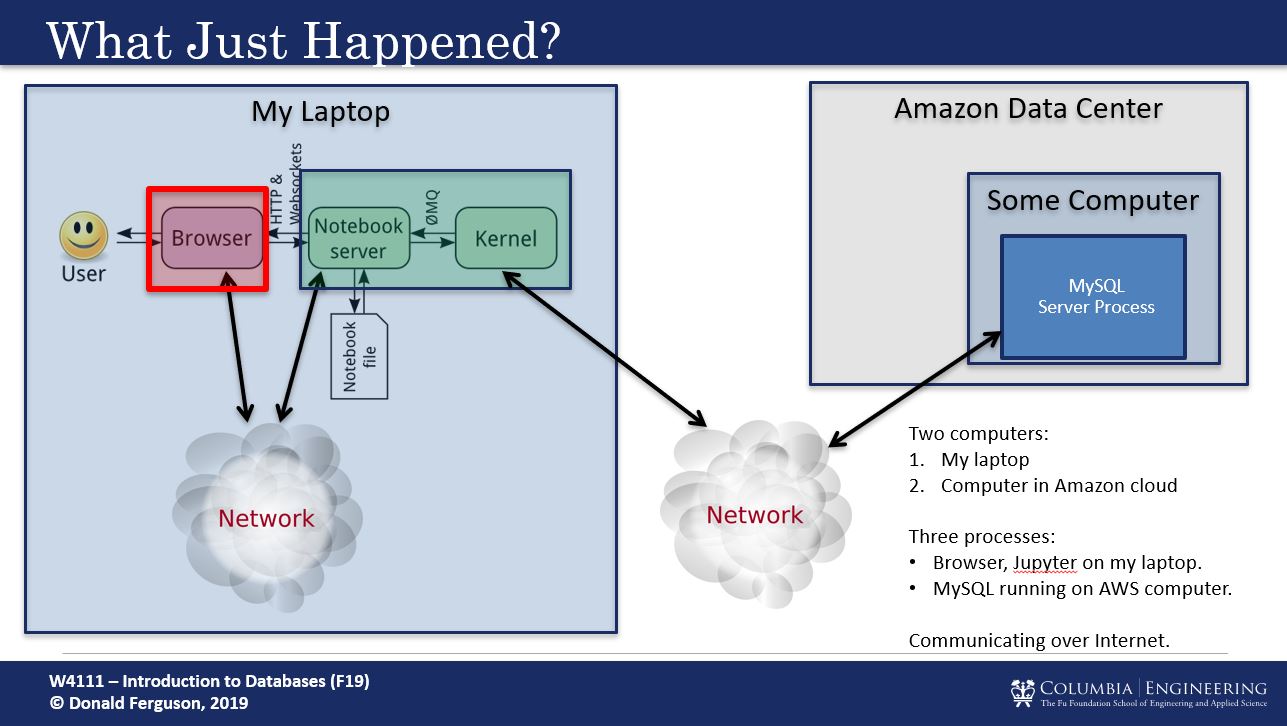 What Just Happened?
My Laptop
HTTP &
Websockets
ØMQ
Browser
Notebook
server
Kernel
User
Notebook
file
Network
Amazon Data Center
Some Computer
MySQL
Server Process
Network
Two computers:
1. My laptop
2. Computer in Amazon cloud
Three processes:
• Browser, Jupyter on my laptop.
• MySQL running on AWS computer.
Communicating over Internet.
W4111 – Introduction to Databases (F19)
© Donald Ferguson, 2019
COLUMBIA | ENGINEERING
The Fu Foundation School of Engineering and Applied Science